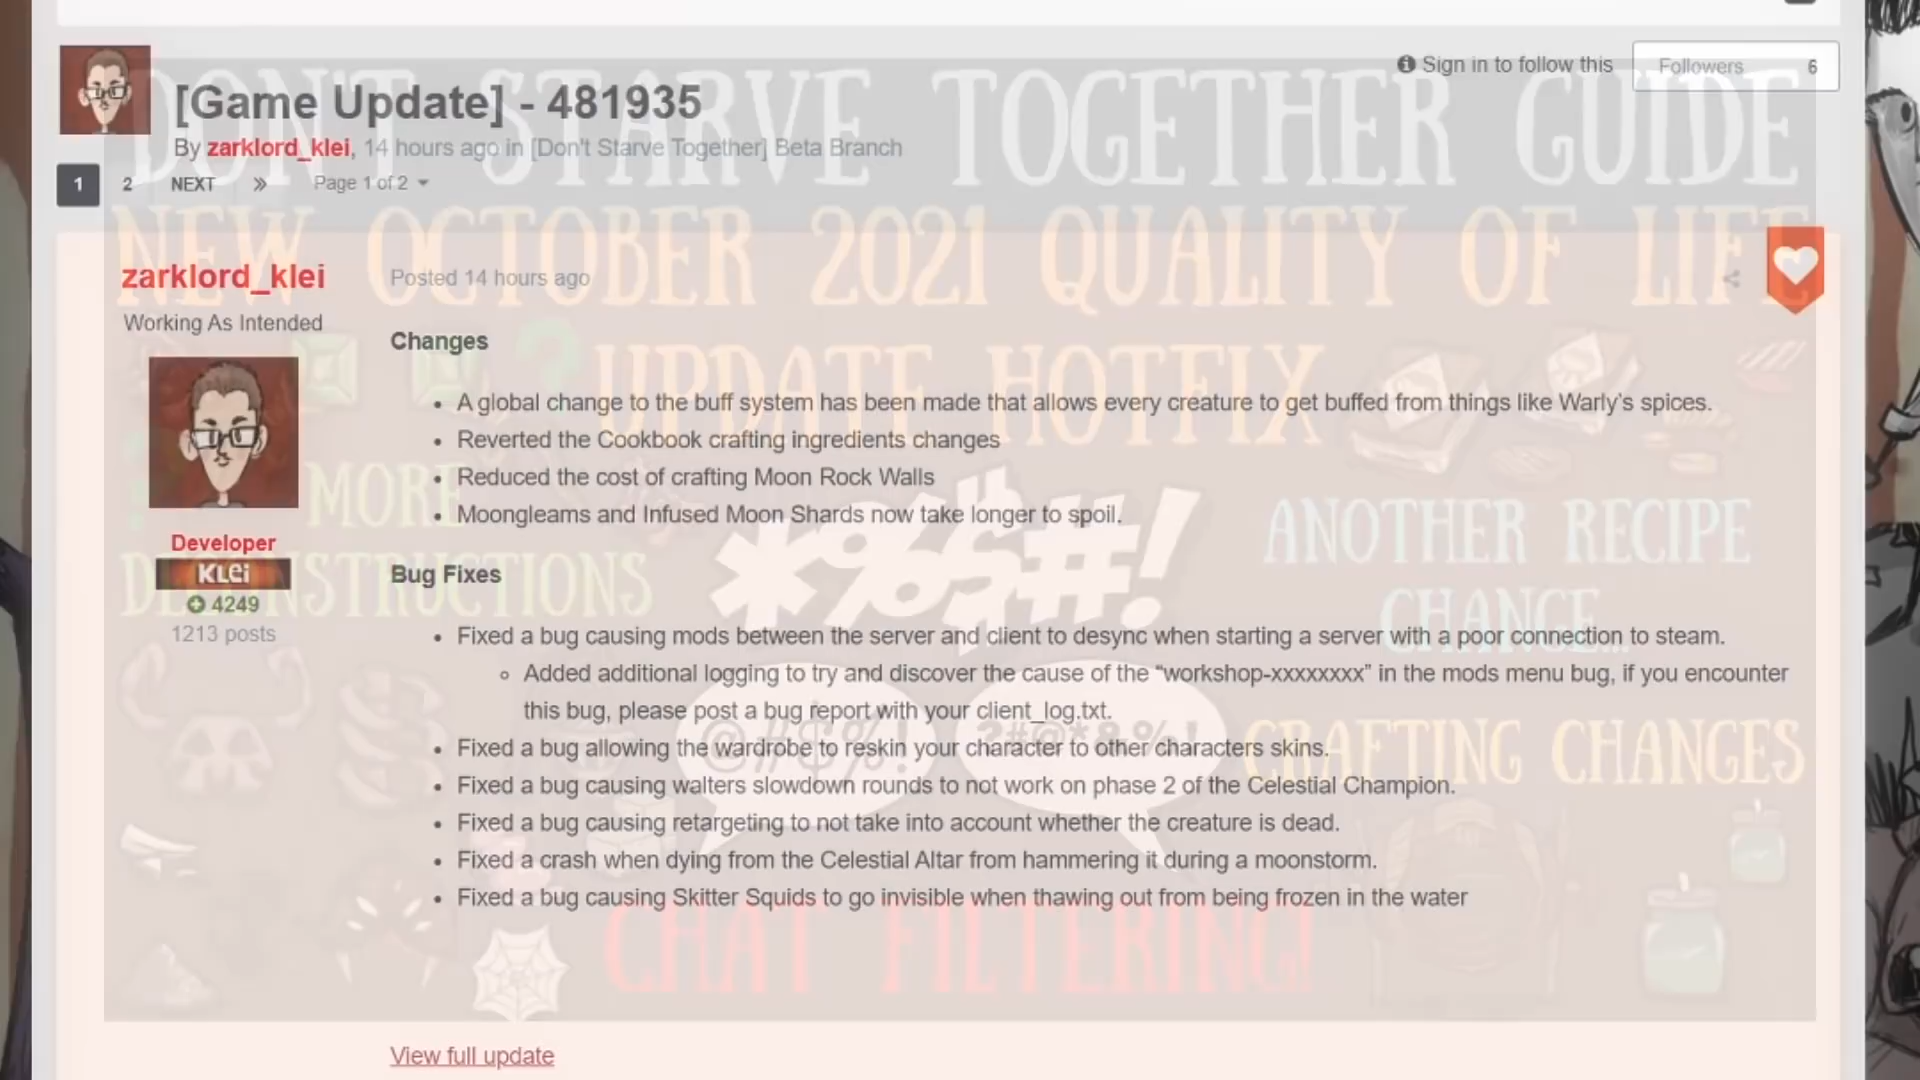 Sign in to follow this
Followers 6
[Game Update] - 481935
By zarklord_klei, 14 hours ago in [Don't Starve Together] Beta Branch
1 2 NEXT » Page 1 of 2
DON'T STARVE TOGETHER GUIDE
NEW OCTOBER 2021 QUALITY OF LIFE
UPDATE HOTFIX
zarklord_klei
Working As Intended
Developer
KLei
4249
1213 posts
Posted 14 hours ago
Changes
• A global change to the buff system has been made that allows every creature to get buffed from things like Warly's spices.
• Reverted the Cookbook crafting ingredients changes
• Reduced the cost of crafting Moon Rock Walls
• Moongleams and Infused Moon Shards now take longer to spoil.
Bug Fixes
• Fixed a bug causing mods between the server and client to desync when starting a server with a poor connection to steam.
◦ Added additional logging to try and discover the cause of the “workshop-xxxxxxxx” in the mods menu bug, if you encounter
this bug, please post a bug report with your client_log.txt.
• Fixed a bug allowing the wardrobe to reskin your character to other characters skins.
• Fixed a bug causing walters slowdown rounds to not work on phase 2 of the Celestial Champion.
• Fixed a bug causing retargeting to not take into account whether the creature is dead.
• Fixed a crash when dying from the Celestial Altar from hammering it during a moonstorm.
• Fixed a bug causing Skitter Squids to go invisible when thawing out from being frozen in the water
MORE
DECONSTRUCTIONS
*%$#!
ANOTHER RECIPE
CHANGE...
@#$%!
CRAFTING CHANGES
CHAT FILTERING!
View full update